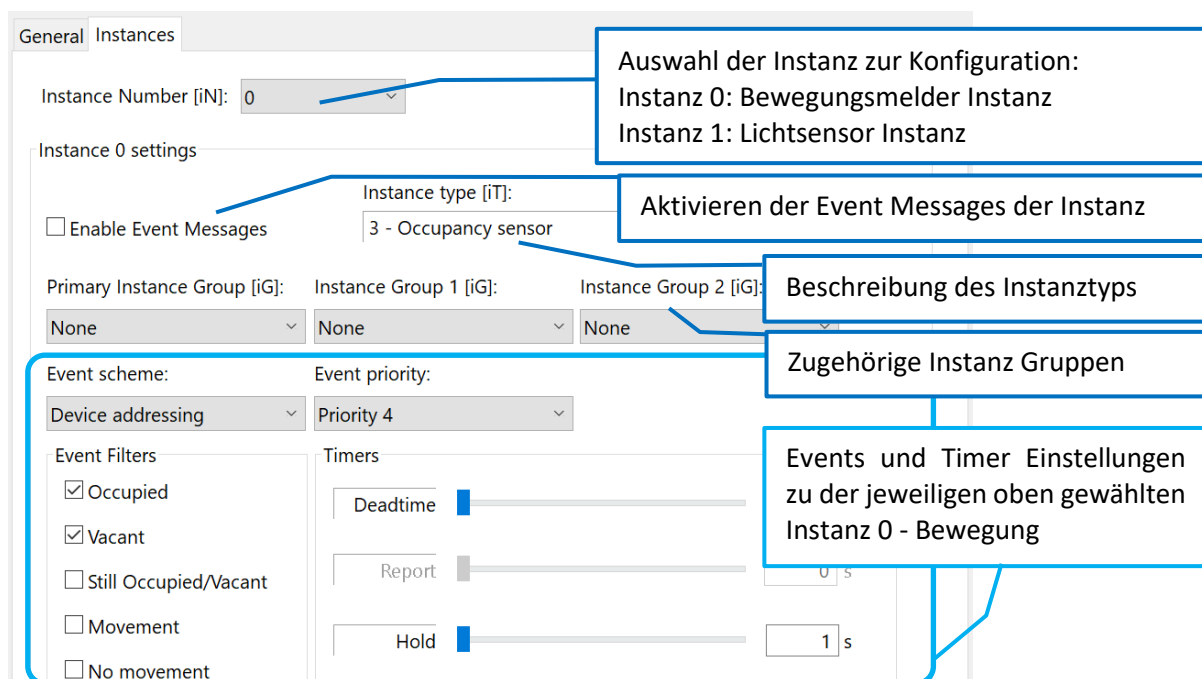 General Instances
Auswahl der Instanz zur Konfiguration:
Instanz 0: Bewegungsmelder Instanz
Instanz 1: Lichtsensor Instanz
Instance Number [iN]: 0
Instance 0 settings
Instance type [iT]:
Aktivieren der Event Messages der Instanz
Enable Event Messages
3 - Occupancy sensor
Primary Instance Group [iG]: Instance Group 1 [iG]: Instance Group 2 [iG]:
Beschreibung des Instanztyps
None None None
Zugehörige Instanz Gruppen
Event scheme: Event priority:
Device addressing Priority 4
Events und Timer Einstellungen
zu der jeweiligen oben gewählten
Instanz 0 - Bewegung
Event Filters Timers
Occupied
Deadtime
Vacant
Report 0 s
Still Occupied/Vacant
Movement
Hold 1 s
No movement